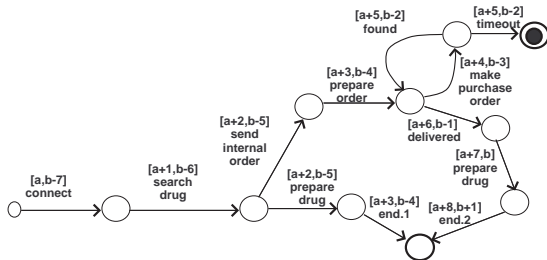 [a+5,b-2]
found
[a+5,b-2]
timeout
[a+3,b-4]
prepare
order
[a+4,b-3]
make
purchase
order
[a+2,b-5]
send
internal
order
[a+6,b-1]
delivered
[a+7,b]
prepare
drug
[a,b-7]
connect
[a+1,b-6]
search
drug
[a+2,b-5]
prepare
drug
[a+3,b-4]
end.1
[a+8,b+1]
end.2